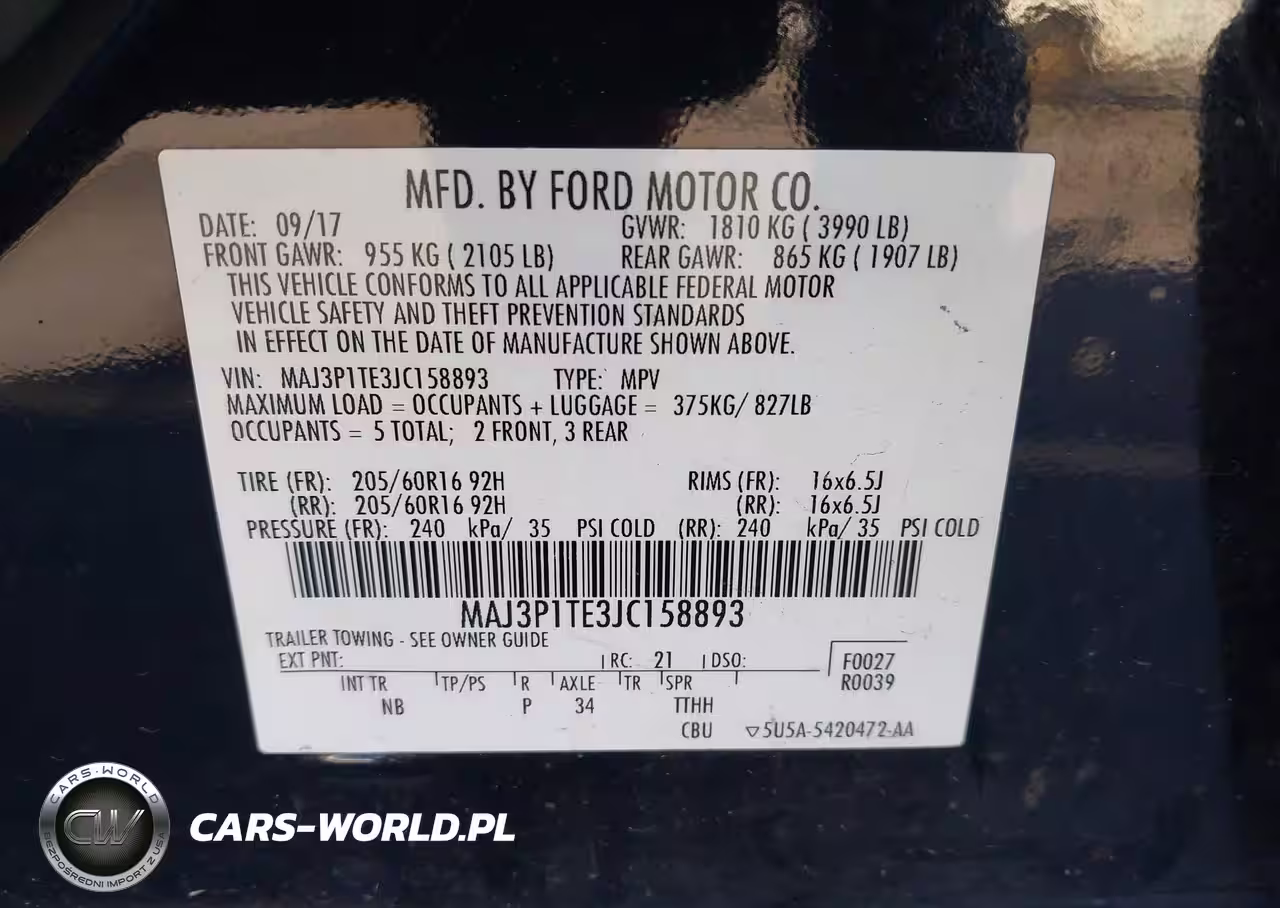 MFD. BY FORD MOTOR CO.
DATE: 09/17 GVWR: 1810 KG ( 3990 LB)
FRONT GAWR: 955 KG ( 2105 LB) REAR GAWR: 865 KG ( 1907 LB)
THIS VEHICLE CONFORMS TO ALL APPLICABLE FEDERAL MOTOR
VEHICLE SAFETY AND THEFT PREVENTION STANDARDS
IN EFFECT ON THE DATE OF MANUFACTURE SHOWN ABOVE.
VIN: MAJ3P1TE3JC158893 TYPE: MPV
MAXIMUM LOAD = OCCUPANTS + LUGGAGE = 375KG/ 827LB
OCCUPANTS = 5 TOTAL; 2 FRONT, 3 REAR
TIRE (FR): 205/60R16 92H RIMS (FR): 16x6.5J
(RR): 205/60R16 92H (RR): 16x6.5J
PRESSURE (FR): 240 kPa/ 35 PSI COLD (RR): 240 kPa/ 35 PSI COLD
MAJ3P1TE3JC158893
TRAILER TOWING - SEE OWNER GUIDE
EXT PNT: RC: 21 DSO: F0027
INT TR TP/PS R AXLE TR SPR R0039
NB P 34 TTHH
CBU ▽5U5A-5420472-AA
CARS-WORLD
CW
BEZPOŚREDNI IMPORT Z USA
CARS-WORLD.PL